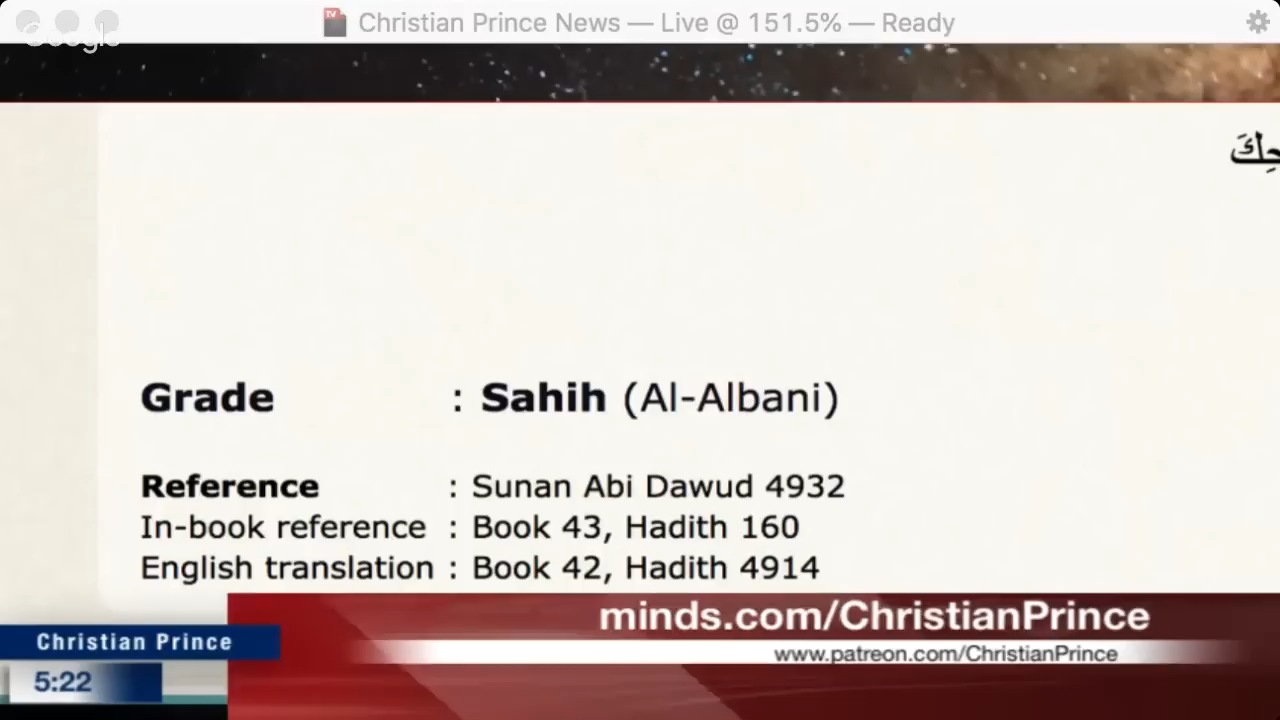 Christian Prince News — Live @ 151.5% — Ready
Google
Grade : Sahih (Al-Albani)
Reference : Sunan Abi Dawud 4932
In-book reference : Book 43, Hadith 160
English translation : Book 42, Hadith 4914
minds.com/ChristianPrince
Christian Prince
www.patreon.com/ChristianPrince
5:22